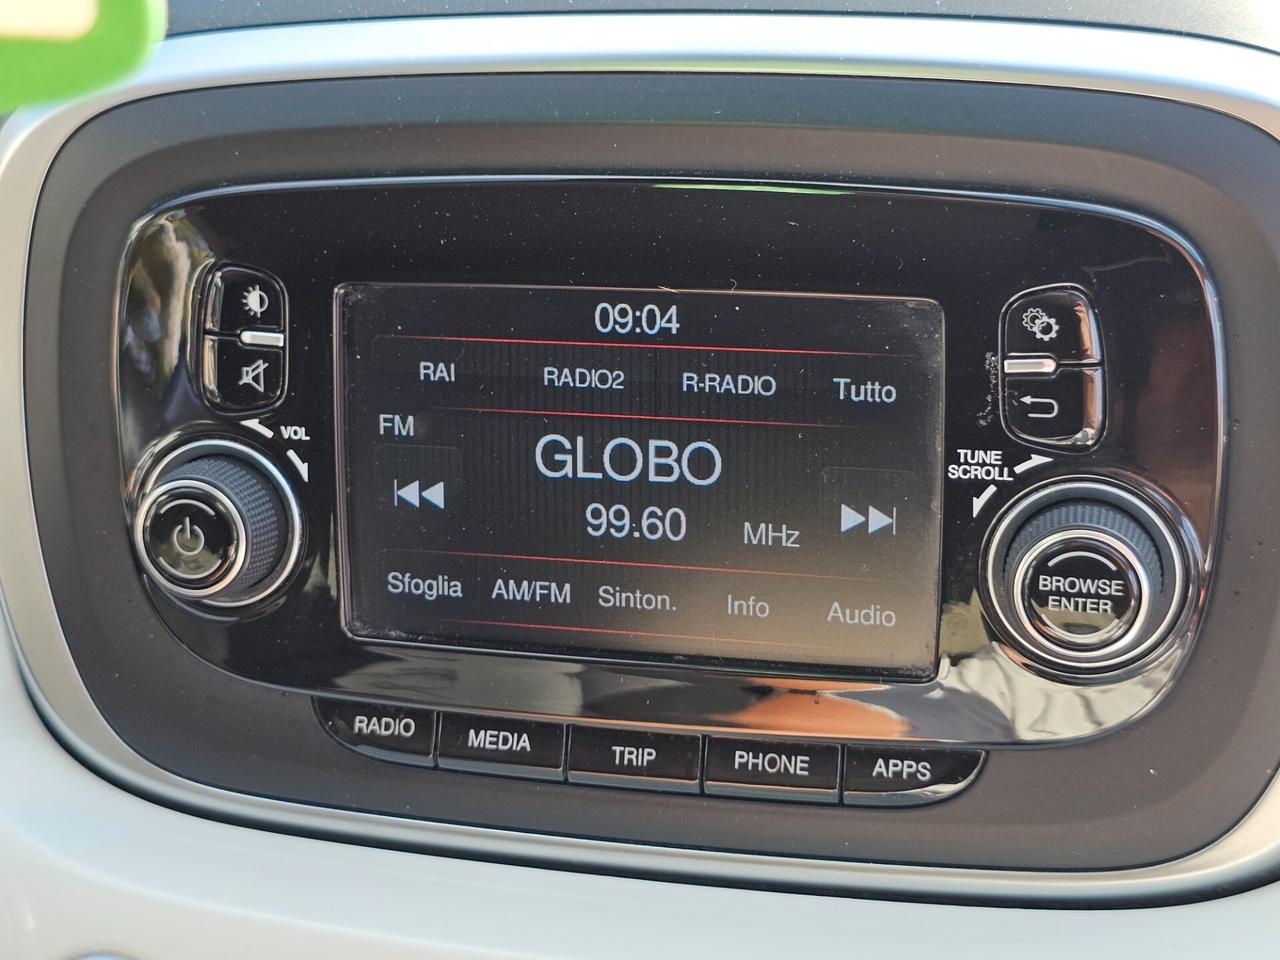 09:04
RAI RADIO2 R-RADIO Tutto
FM
GLOBO
99.60 MHz
Sfoglia AM/FM Sinton. Info Audio
VOL
TUNE
SCROLL
BROWSE
ENTER
RADIO MEDIA TRIP PHONE APPS